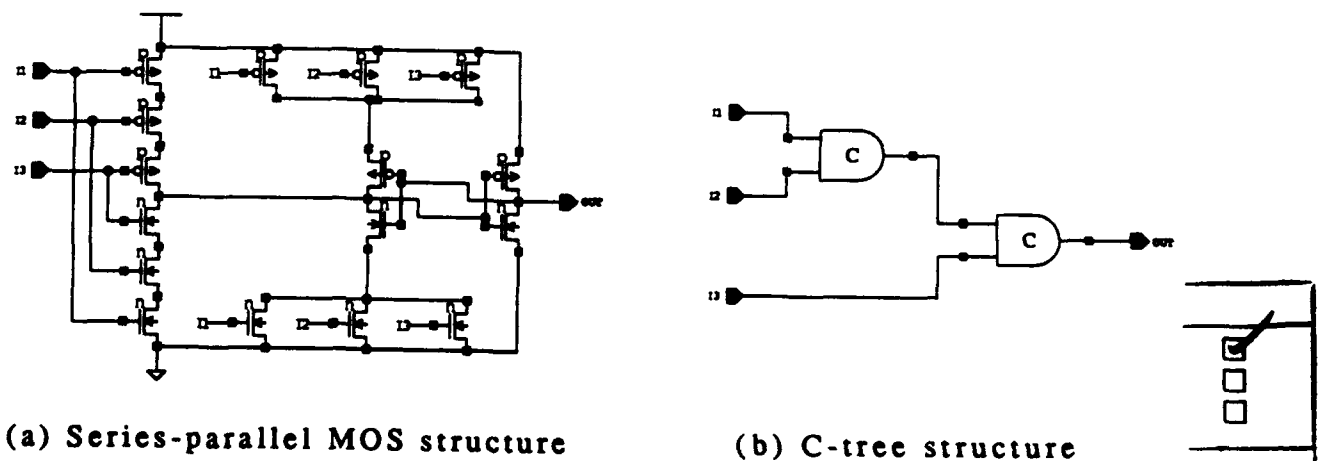 p
I1
p
I1
p
I2
p
I3
p
I2
p
I3
p
p
p
OUT
n
n
n
n
n
n
I1
n
I2
n
I3
n
(a) Series-parallel MOS structure
I1
C
I2
C
OUT
I3
(b) C-tree structure